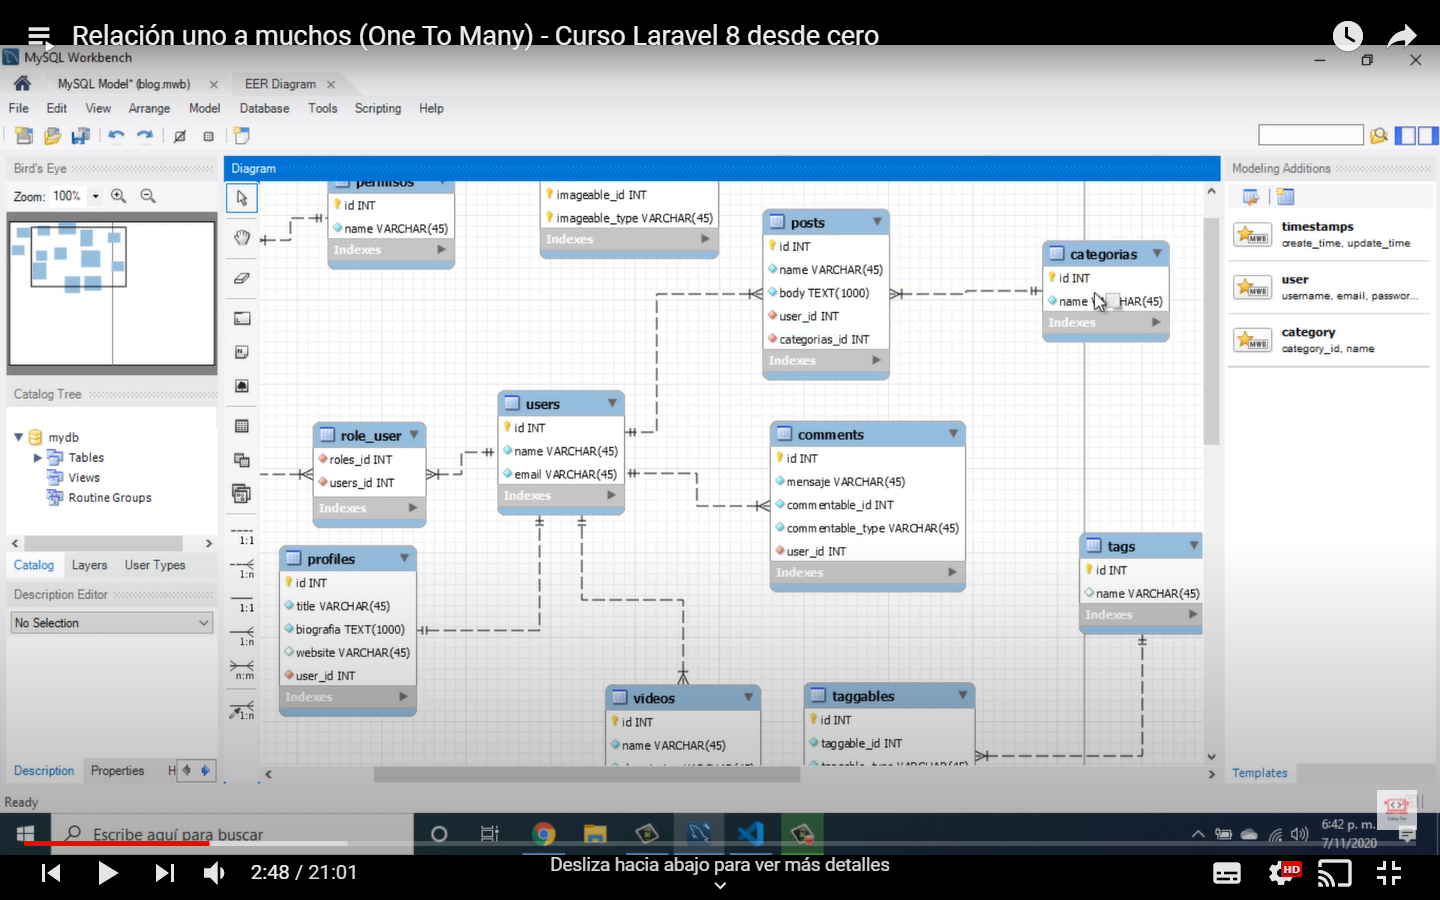 Relación uno a muchos (One To Many) - Curso Laravel 8 desde cero
MySQL Workbench
MySQL Model* (blog.mwb)
EER Diagram
File Edit View Arrange Model Database Tools Scripting Help
Bird's Eye
Zoom: 100%
Catalog Tree
mydb
Tables
Views
Routine Groups
Catalog Layers User Types
Description Editor
No Selection
Description Properties H
Ready
Diagram
1:1
1:n
1:1
1:n
n:m
1:n
permisos
id INT
name VARCHAR(45)
Indexes
imageable_id INT
imageable_type VARCHAR(45)
Indexes
posts
id INT
name VARCHAR(45)
body TEXT(1000)
user_id INT
categorias_id INT
Indexes
categorias
id INT
name HAR(45)
Indexes
users
id INT
name VARCHAR(45)
email VARCHAR(45)
Indexes
role_user
roles_id INT
users_id INT
Indexes
comments
id INT
mensaje VARCHAR(45)
commentable_id INT
commentable_type VARCHAR(45)
user_id INT
Indexes
profiles
id INT
title VARCHAR(45)
biografia TEXT(1000)
website VARCHAR(45)
user_id INT
Indexes
tags
id INT
name VARCHAR(45)
Indexes
videos
id INT
name VARCHAR(45)
taggables
id INT
taggable_id INT
taggable_type VARCHAR(45)
Modeling Additions
timestamps
create_time, update_time
user
username, email, passwor...
category
category_id, name
Templates
Escribe aquí para buscar
6:42 p. m.
7/11/2020
2:48 / 21:01
Desliza hacia abajo para ver más detalles
HD